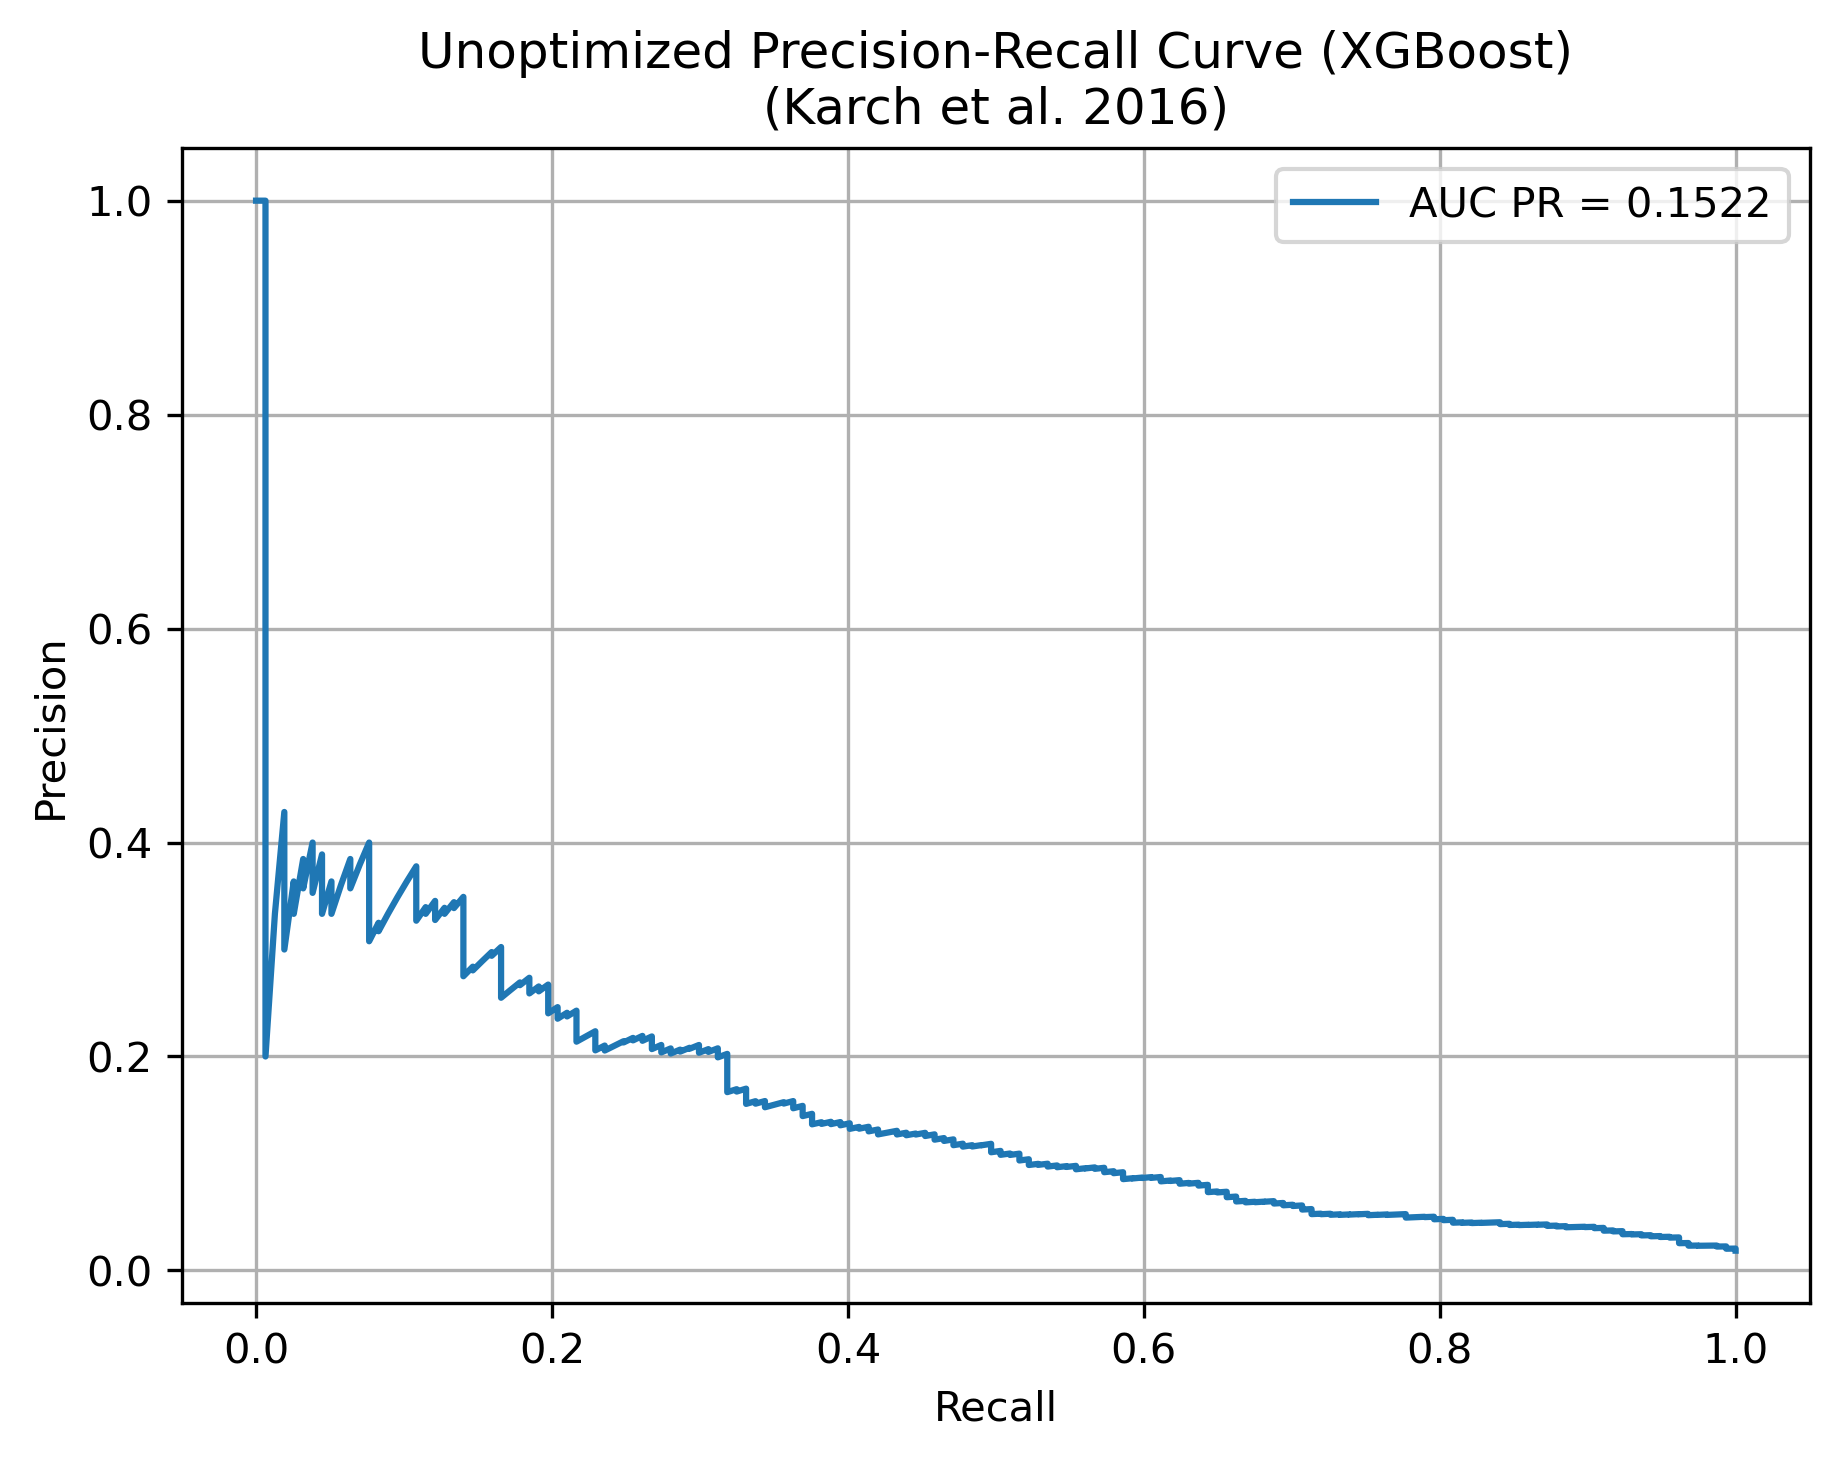 Unoptimized Precision-Recall Curve (XGBoost)
(Karch et al. 2016)
AUC PR = 0.1522
1.0
0.8
0.6
0.4
0.2
0.0
Precision
0.0 0.2 0.4 0.6 0.8 1.0
Recall